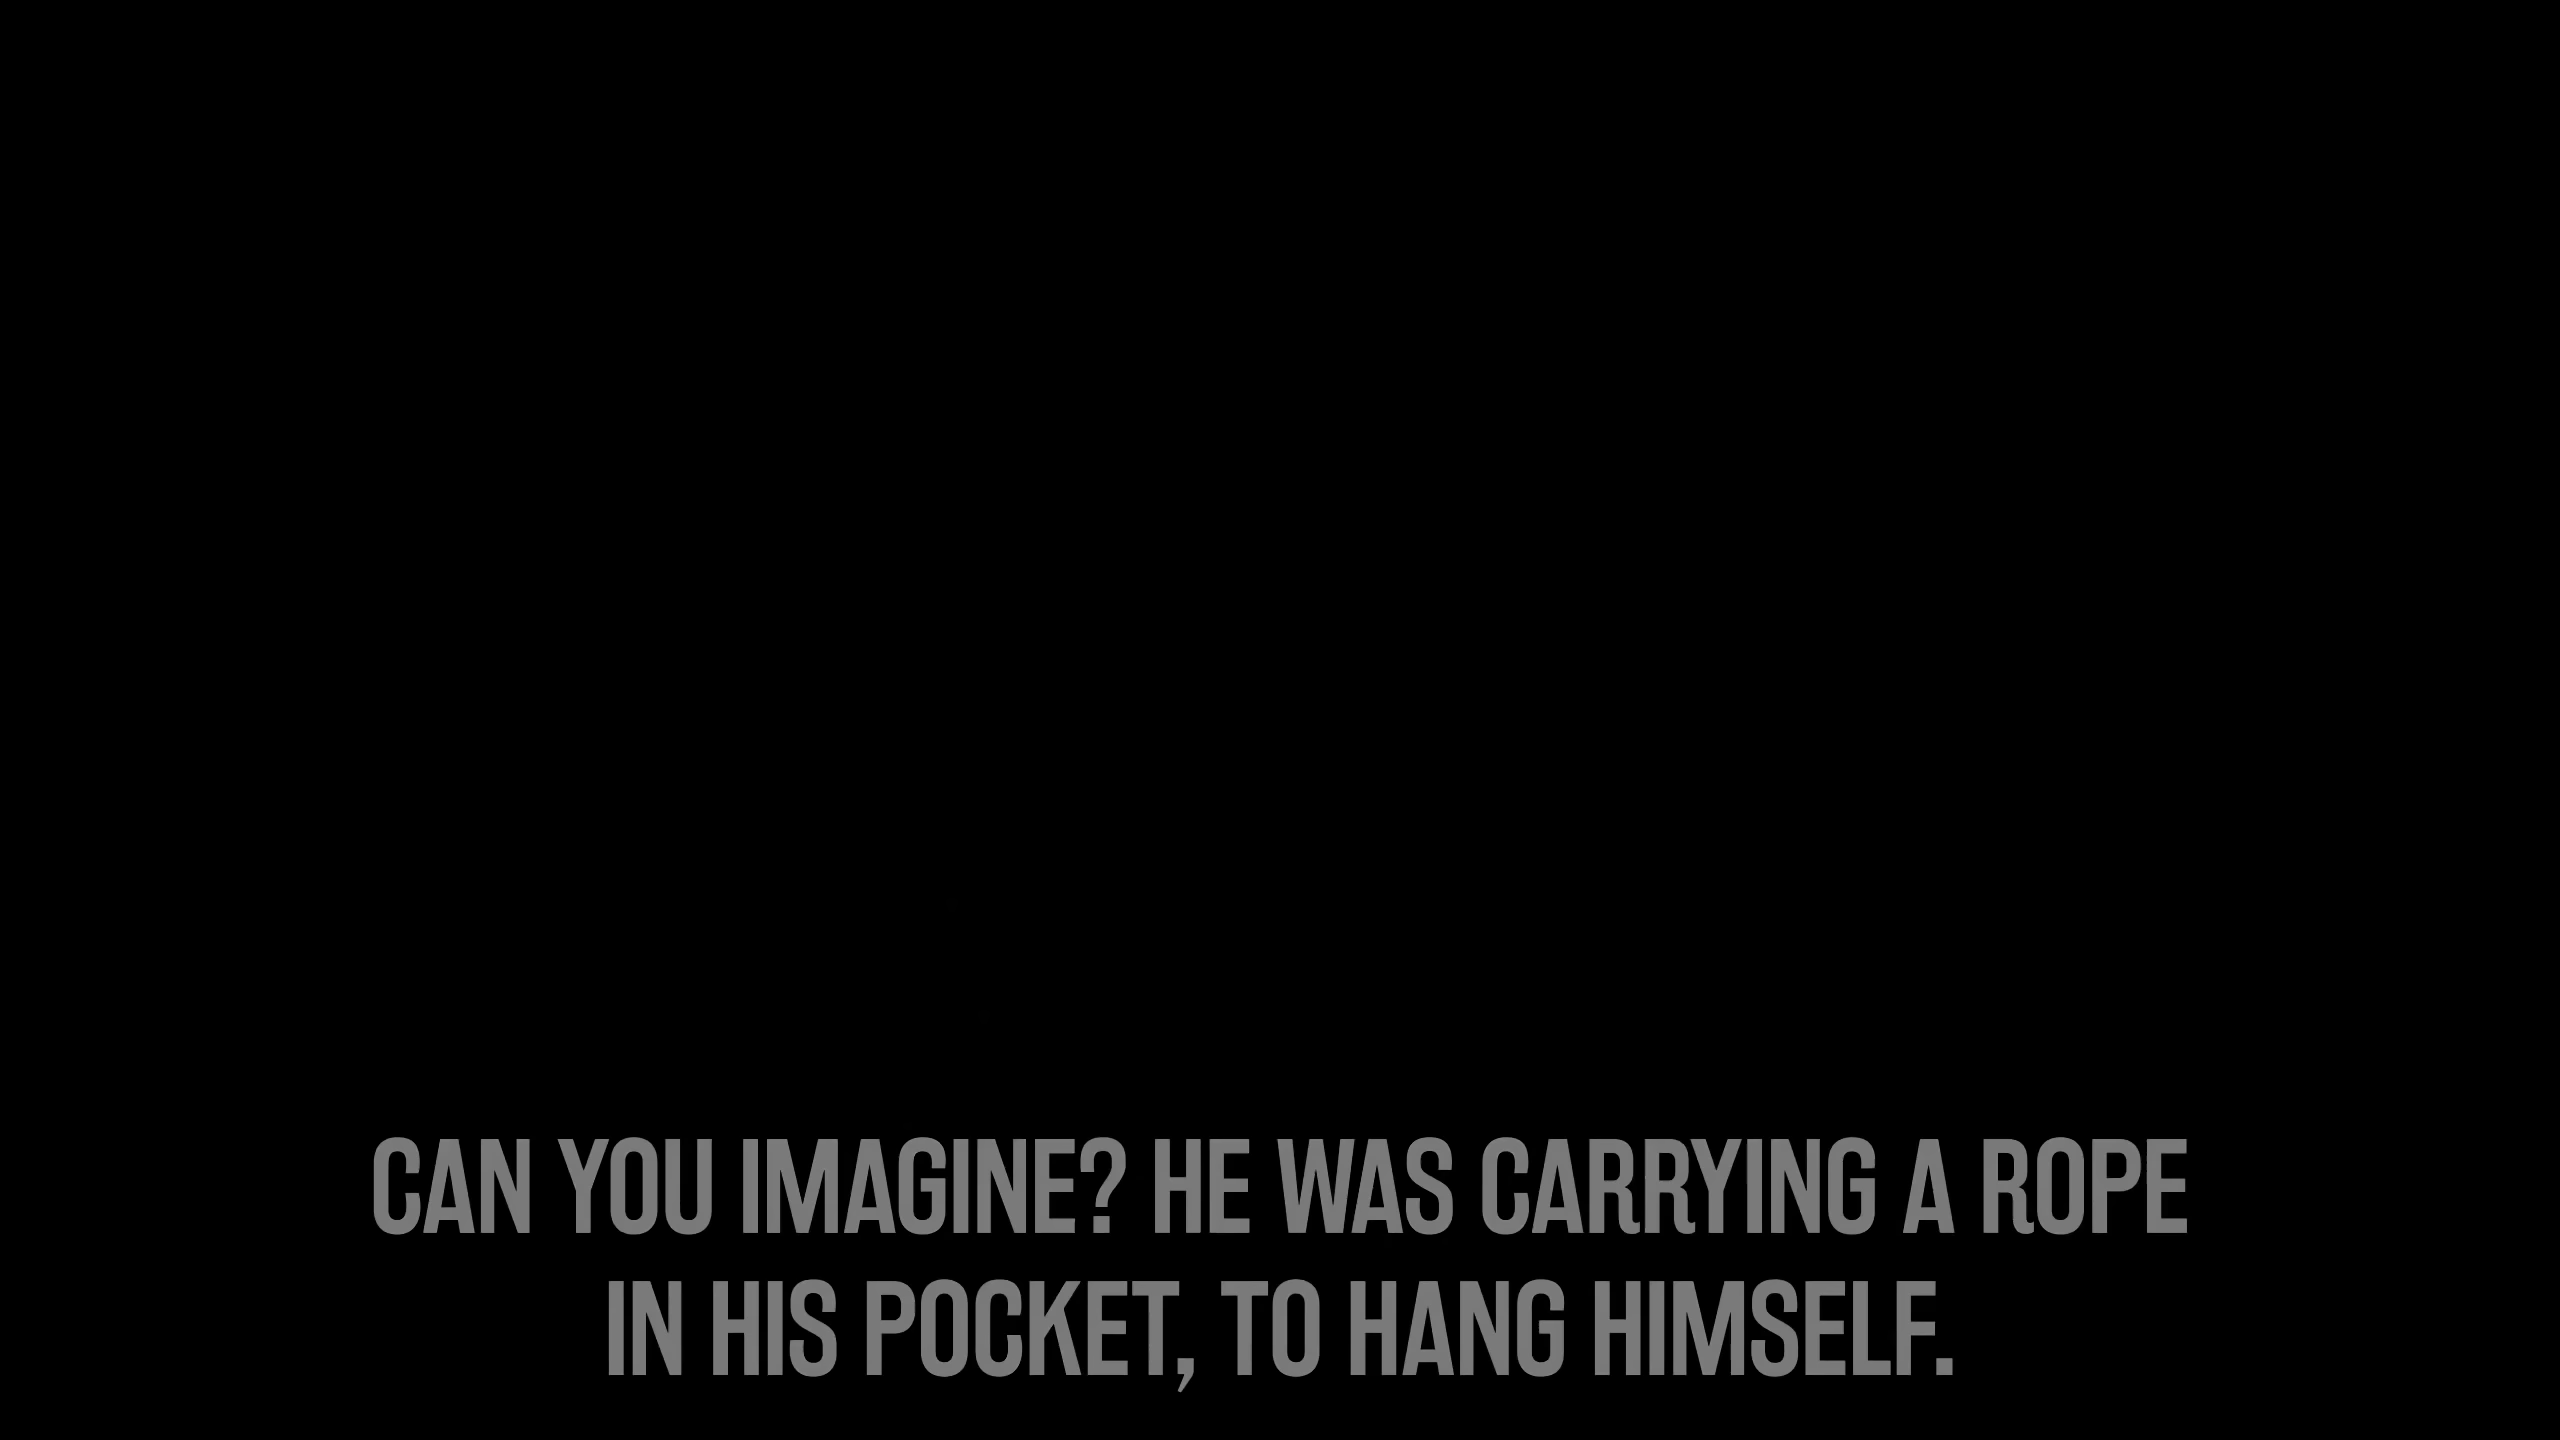 CAN YOU IMAGINE? HE WAS CARRYING A ROPE
IN HIS POCKET, TO HANG HIMSELF.